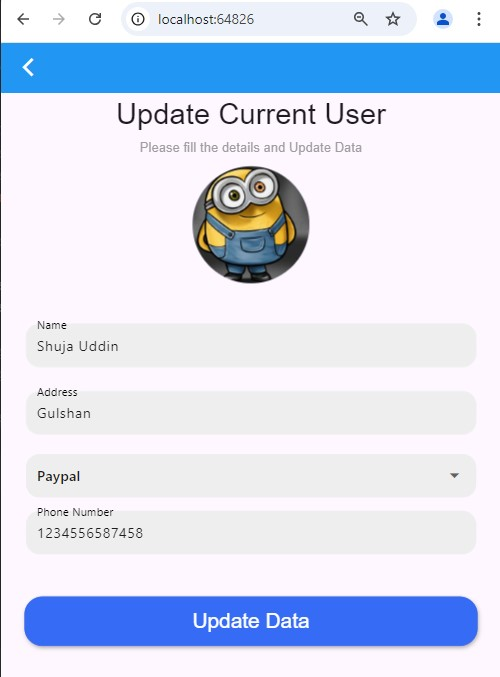 localhost:64826
Update Current User
Please fill the details and Update Data
Name
Shuja Uddin
Address
Gulshan
Paypal
Phone Number
1234556587458
Update Data